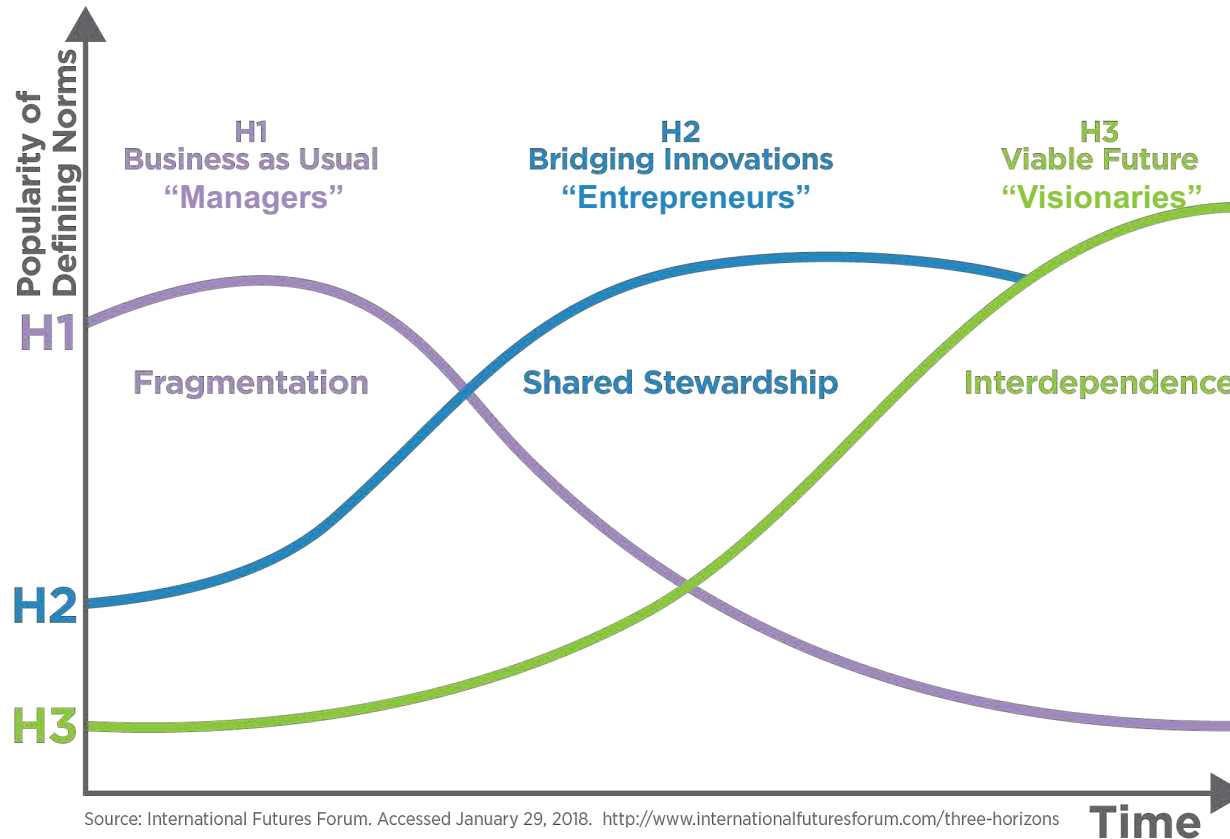 Popularity of
Defining Norms
H1
Business as Usual
“Managers”
H2
Bridging Innovations
“Entrepreneurs”
H3
Viable Future
“Visionaries”
H1
Fragmentation
Shared Stewardship
Interdependence
H2
H3
Source: International Futures Forum. Accessed January 29, 2018. http://www.internationalfuturesforum.com/three-horizons
Time